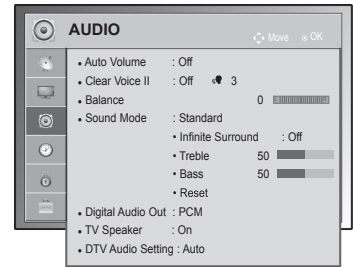 AUDIO
Move OK
• Auto Volume : Off
• Clear Voice II : Off 3
• Balance 0
• Sound Mode : Standard
• Infinite Surround : Off
• Treble 50
• Bass 50
• Reset
• Digital Audio Out : PCM
• TV Speaker : On
• DTV Audio Setting : Auto